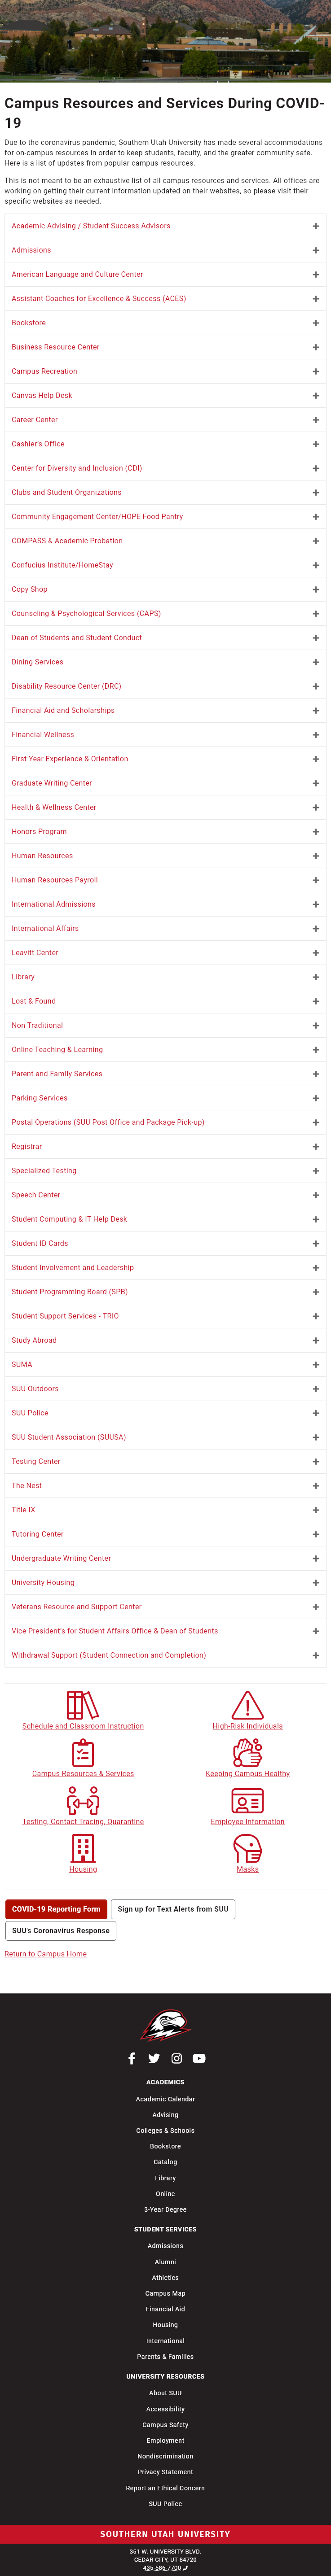 Campus Resources and Services During COVID-
19
Due to the coronavirus pandemic, Southern Utah University has made several accommodations
for on-campus resources in order to keep students, faculty, and the greater community safe.
Here is a list of updates from popular campus resources.
This is not meant to be an exhaustive list of all campus resources and services. All offices are
working on getting their current information updated on their websites, so please visit their
specific websites as needed.
Academic Advising / Student Success Advisors
Admissions
American Language and Culture Center
Assistant Coaches for Excellence & Success (ACES)
Bookstore
Business Resource Center
Campus Recreation
Canvas Help Desk
Career Center
Cashier's Office
Center for Diversity and Inclusion (CDI)
Clubs and Student Organizations
Community Engagement Center/HOPE Food Pantry
COMPASS & Academic Probation
Confucius Institute/HomeStay
Copy Shop
Counseling & Psychological Services (CAPS)
Dean of Students and Student Conduct
Dining Services
Disability Resource Center (DRC)
Financial Aid and Scholarships
Financial Wellness
First Year Experience & Orientation
Graduate Writing Center
Health & Wellness Center
Honors Program
Human Resources
Human Resources Payroll
International Admissions
International Affairs
Leavitt Center
Library
Lost & Found
Non Traditional
Online Teaching & Learning
Parent and Family Services
Parking Services
Postal Operations (SUU Post Office and Package Pick-up)
Registrar
Specialized Testing
Speech Center
Student Computing & IT Help Desk
Student ID Cards
Student Involvement and Leadership
Student Programming Board (SPB)
Student Support Services - TRIO
Study Abroad
SUMA
SUU Outdoors
SUU Police
SUU Student Association (SUUSA)
Testing Center
The Nest
Title IX
Tutoring Center
Undergraduate Writing Center
University Housing
Veterans Resource and Support Center
Vice President's for Student Affairs Office & Dean of Students
Withdrawal Support (Student Connection and Completion)
Schedule and Classroom Instruction
High-Risk Individuals
Campus Resources & Services
Keeping Campus Healthy
Testing, Contact Tracing, Quarantine
Employee Information
Housing
Masks
COVID-19 Reporting Form
Sign up for Text Alerts from SUU
SUU's Coronavirus Response
Return to Campus Home
ACADEMICS
Academic Calendar
Advising
Colleges & Schools
Bookstore
Catalog
Library
Online
3-Year Degree
STUDENT SERVICES
Admissions
Alumni
Athletics
Campus Map
Financial Aid
Housing
International
Parents & Families
UNIVERSITY RESOURCES
About SUU
Accessibility
Campus Safety
Employment
Nondiscrimination
Privacy Statement
Report an Ethical Concern
SUU Police
SOUTHERN UTAH UNIVERSITY
351 W. UNIVERSITY BLVD.
CEDAR CITY, UT 84720
435-586-7700